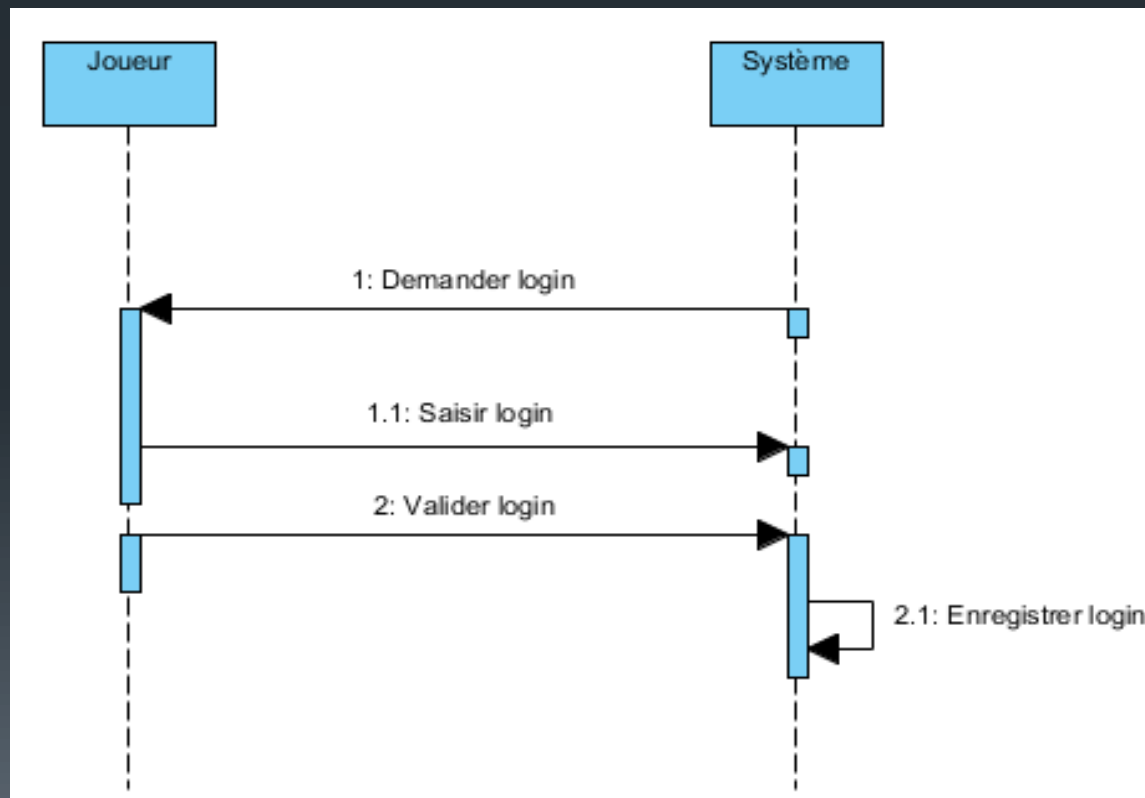 Joueur
Système
1: Demander login
1.1: Saisir login
2: Valider login
2.1: Enregistrer login